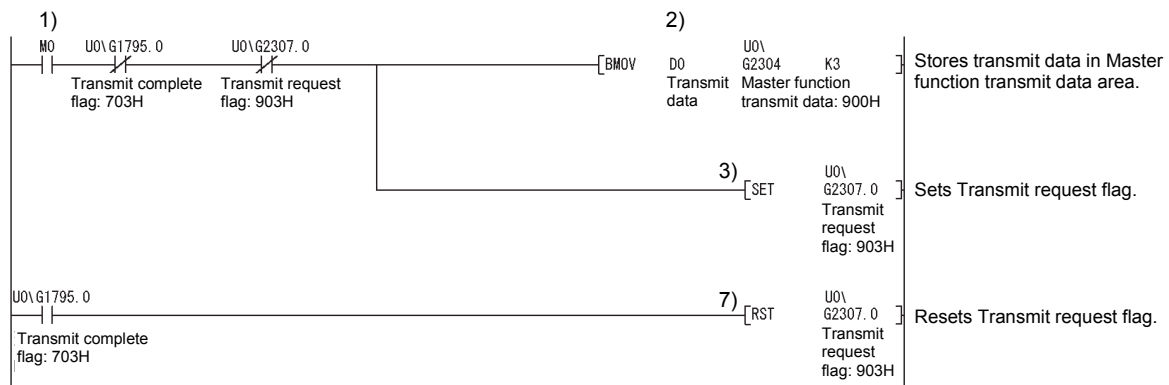 1)
2)
M0 U0\G1795.0 U0\G2307.0
Transmit complete
flag: 703H
Transmit request
flag: 903H
[BMOV D0 U0\
G2304 K3 ]
Transmit
data
Master function
transmit data: 900H
Stores transmit data in Master
function transmit data area.
3)
[SET U0\
G2307.0 ]
Transmit
request
flag: 903H
Sets Transmit request flag.
U0\G1795.0
Transmit complete
flag: 703H
7)
[RST U0\
G2307.0 ]
Transmit
request
flag: 903H
Resets Transmit request flag.